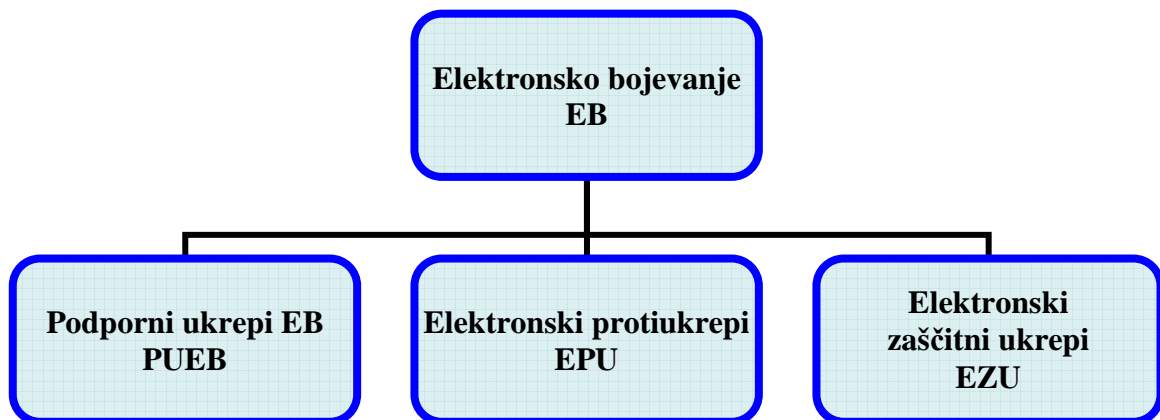 Elektronsko bojevanje
EB
Podporni ukrepi EB
PUEB
Elektronski protiukrepi
EPU
Elektronski
zaščitni ukrepi
EZU